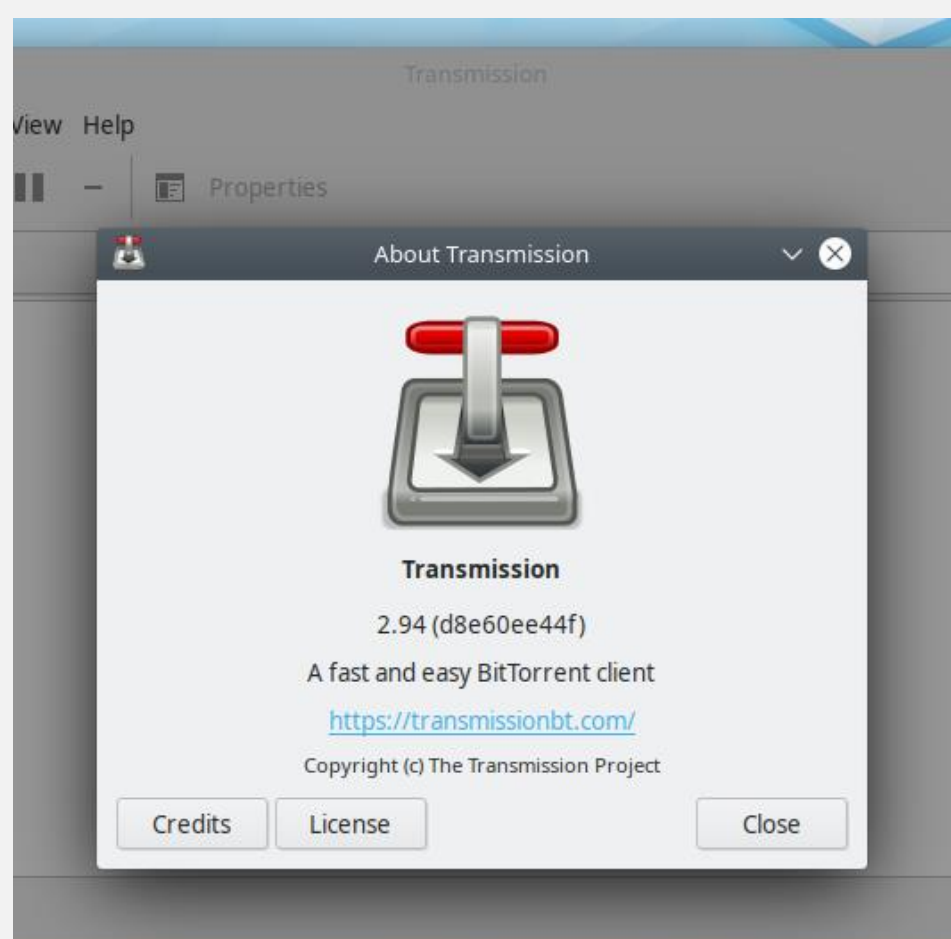 Transmission
View Help
Properties
About Transmission
Transmission
2.94 (d8e60ee44f)
A fast and easy BitTorrent client
https://transmissionbt.com/
Copyright (c) The Transmission Project
Credits License Close